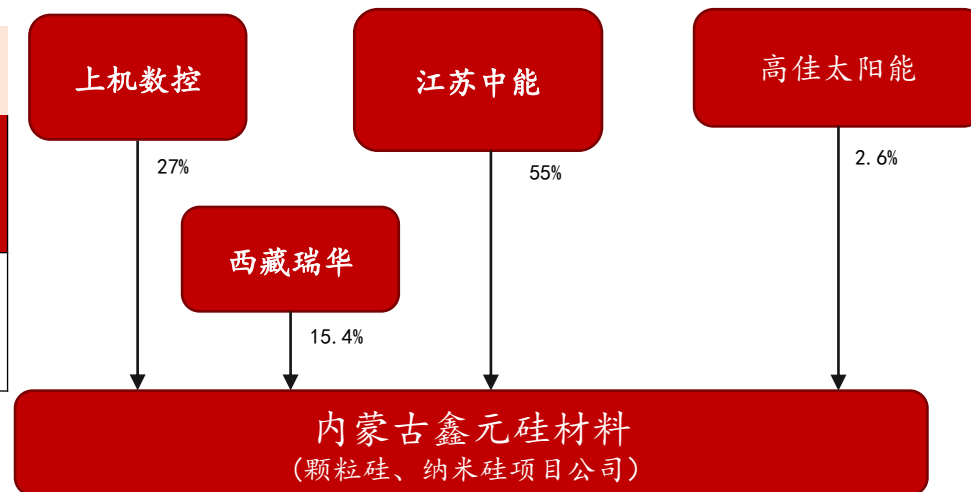 上机数控
江苏中能
高佳太阳能
27%
55%
2.6%
西藏瑞华
15.4%
内蒙古鑫元硅材料
(颗粒硅、纳米硅项目公司)